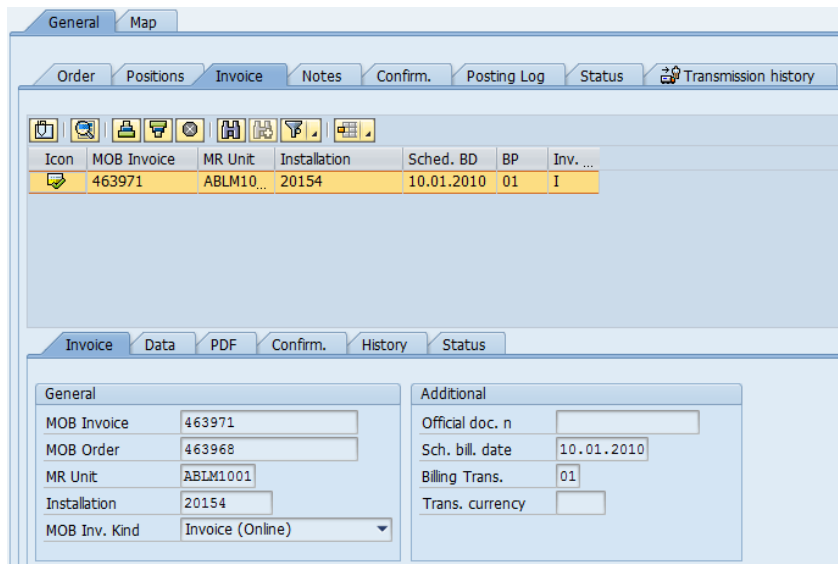 General Map
Order Positions Invoice Notes Confirm. Posting Log Status Transmission history
Icon MOB Invoice MR Unit Installation Sched. BD BP Inv. ...
463971 ABLM10... 20154 10.01.2010 01 I
Invoice Data PDF Confirm. History Status
General Additional
MOB Invoice 463971 Official doc. n
MOB Order 463968 Sch. bill. date 10.01.2010
MR Unit ABLM1001 Billing Trans. 01
Installation 20154 Trans. currency
MOB Inv. Kind Invoice (Online)